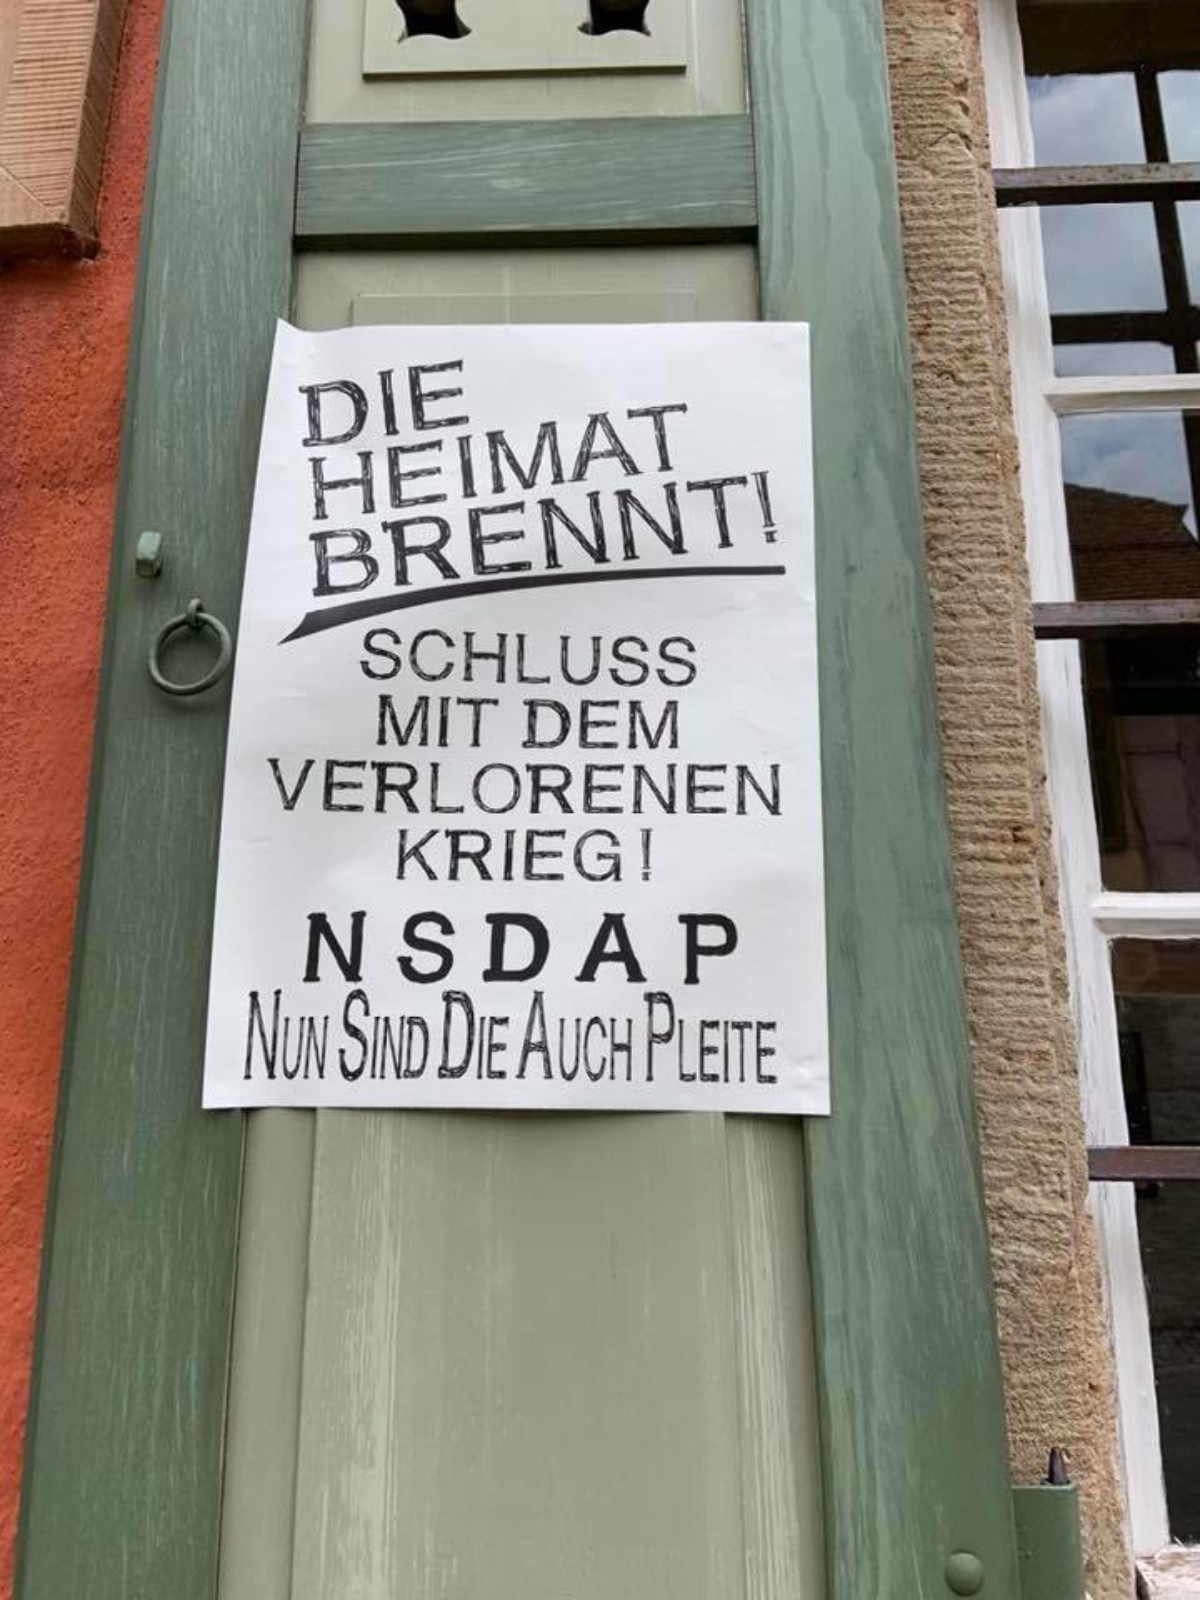 DIE
HEIMAT
BRENNT!
SCHLUSS
MIT DEM
VERLORENEN
KRIEG!
NSDAP
NUN SIND DIE AUCH PLEITE